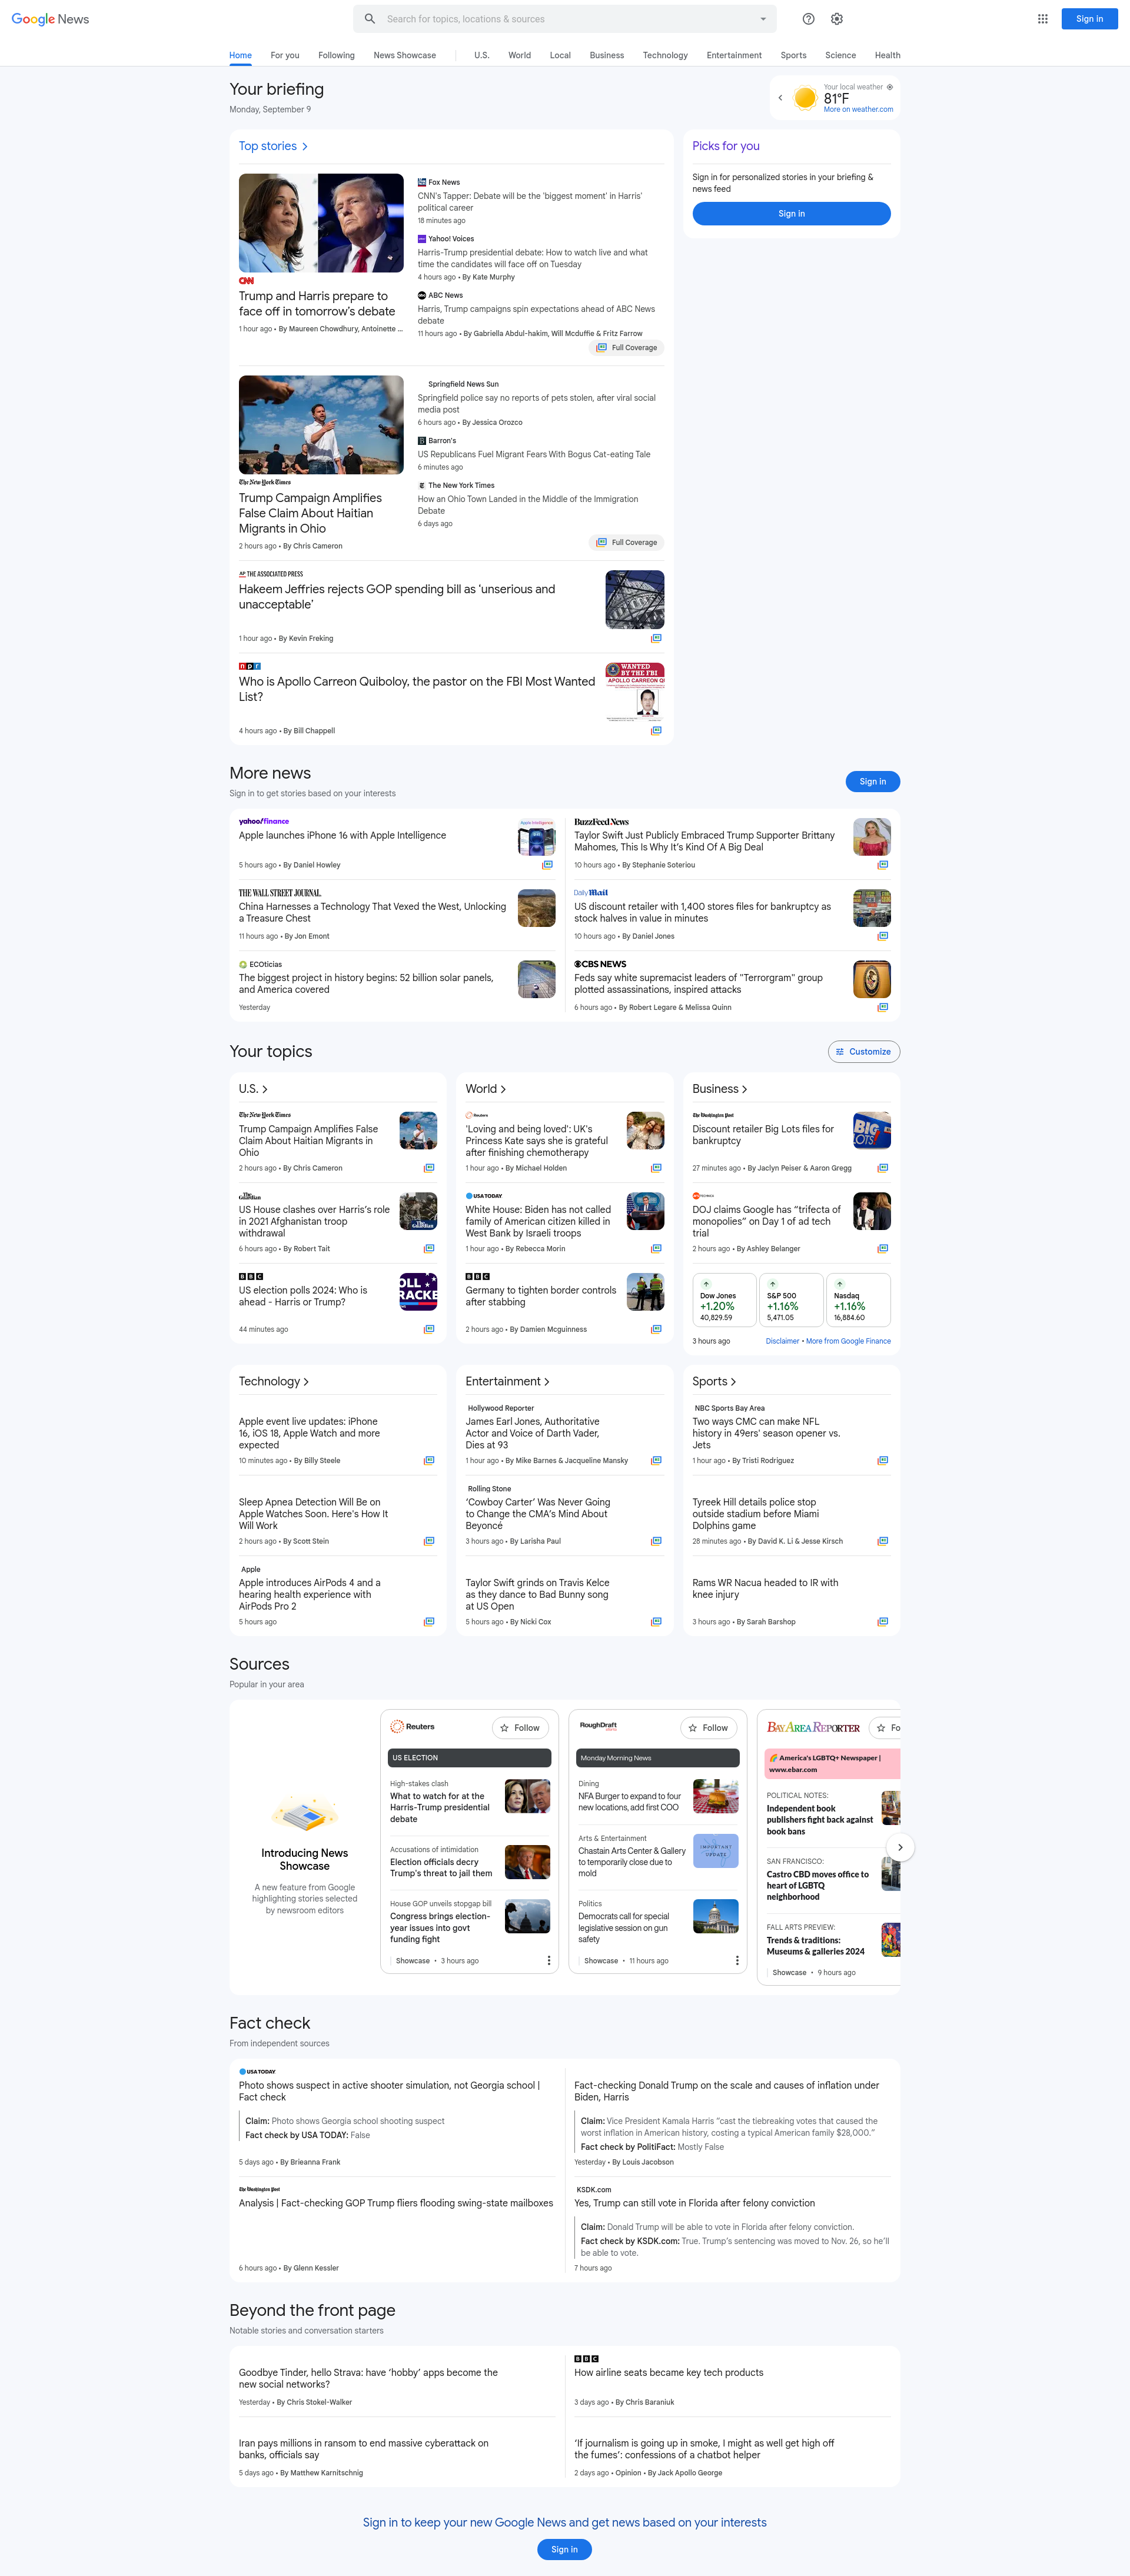 Google News
Search for topics, locations & sources
Sign in
Home For you Following News Showcase U.S. World Local Business Technology Entertainment Sports Science Health
Your briefing
Monday, September 9
Your local weather
81°F
More on weather.com
Top stories
CNN
Trump and Harris prepare to
face off in tomorrow's debate
1 hour ago • By Maureen Chowdhury, Antoinette ...
Fox News
CNN's Tapper: Debate will be the 'biggest moment' in Harris'
political career
18 minutes ago
Yahoo! Voices
Harris-Trump presidential debate: How to watch live and what
time the candidates will face off on Tuesday
4 hours ago • By Kate Murphy
ABC News
Harris, Trump campaigns spin expectations ahead of ABC News
debate
11 hours ago • By Gabriella Abdul-hakim, Will Mcduffie & Fritz Farrow
Full Coverage
The New York Times
Trump Campaign Amplifies
False Claim About Haitian
Migrants in Ohio
2 hours ago • By Chris Cameron
Springfield News Sun
Springfield police say no reports of pets stolen, after viral social
media post
6 hours ago • By Jessica Orozco
Barron's
US Republicans Fuel Migrant Fears With Bogus Cat-eating Tale
6 minutes ago
The New York Times
How an Ohio Town Landed in the Middle of the Immigration
Debate
6 days ago
Full Coverage
AP THE ASSOCIATED PRESS
Hakeem Jeffries rejects GOP spending bill as 'unserious and
unacceptable'
1 hour ago • By Kevin Freking
npr
Who is Apollo Carreon Quiboloy, the pastor on the FBI Most Wanted
List?
4 hours ago • By Bill Chappell
WANTED
BY THE FBI
APOLLO CARREON QU
Picks for you
Sign in for personalized stories in your briefing &
news feed
Sign in
More news
Sign in to get stories based on your interests
Sign in
yahoo/finance
Apple launches iPhone 16 with Apple Intelligence
5 hours ago • By Daniel Howley
Apple Intelligence
THE WALL STREET JOURNAL
China Harnesses a Technology That Vexed the West, Unlocking
a Treasure Chest
11 hours ago • By Jon Emont
ECOticias
The biggest project in history begins: 52 billion solar panels,
and America covered
Yesterday
BuzzFeed News
Taylor Swift Just Publicly Embraced Trump Supporter Brittany
Mahomes, This Is Why It's Kind Of A Big Deal
10 hours ago • By Stephanie Soteriou
Daily Mail
US discount retailer with 1,400 stores files for bankruptcy as
stock halves in value in minutes
10 hours ago • By Daniel Jones
CBS NEWS
Feds say white supremacist leaders of "Terrorgram" group
plotted assassinations, inspired attacks
6 hours ago • By Robert Legare & Melissa Quinn
Your topics
Customize
U.S.
The New York Times
Trump Campaign Amplifies False
Claim About Haitian Migrants in
Ohio
2 hours ago • By Chris Cameron
The Guardian
US House clashes over Harris's role
in 2021 Afghanistan troop
withdrawal
6 hours ago • By Robert Tait
BBC
US election polls 2024: Who is
ahead - Harris or Trump?
44 minutes ago
OLL
RACKE
World
Reuters
'Loving and being loved': UK's
Princess Kate says she is grateful
after finishing chemotherapy
1 hour ago • By Michael Holden
USA TODAY
White House: Biden has not called
family of American citizen killed in
West Bank by Israeli troops
1 hour ago • By Rebecca Morin
BBC
Germany to tighten border controls
after stabbing
2 hours ago • By Damien Mcguinness
Business
The Washington Post
Discount retailer Big Lots files for
bankruptcy
27 minutes ago • By Jaclyn Peiser & Aaron Gregg
BIG
LOTS!
ars TECHNICA
DOJ claims Google has "trifecta of
monopolies" on Day 1 of ad tech
trial
2 hours ago • By Ashley Belanger
Dow Jones
+1.20%
40,829.59
S&P 500
+1.16%
5,471.05
Nasdaq
+1.16%
16,884.60
3 hours ago
Disclaimer • More from Google Finance
Technology
Apple event live updates: iPhone
16, iOS 18, Apple Watch and more
expected
10 minutes ago • By Billy Steele
Sleep Apnea Detection Will Be on
Apple Watches Soon. Here's How It
Will Work
2 hours ago • By Scott Stein
Apple
Apple introduces AirPods 4 and a
hearing health experience with
AirPods Pro 2
5 hours ago
Entertainment
Hollywood Reporter
James Earl Jones, Authoritative
Actor and Voice of Darth Vader,
Dies at 93
1 hour ago • By Mike Barnes & Jacqueline Mansky
Rolling Stone
'Cowboy Carter' Was Never Going
to Change the CMA's Mind About
Beyoncé
3 hours ago • By Larisha Paul
Taylor Swift grinds on Travis Kelce
as they dance to Bad Bunny song
at US Open
5 hours ago • By Nicki Cox
Sports
NBC Sports Bay Area
Two ways CMC can make NFL
history in 49ers' season opener vs.
Jets
1 hour ago • By Tristi Rodriguez
Tyreek Hill details police stop
outside stadium before Miami
Dolphins game
28 minutes ago • By David K. Li & Jesse Kirsch
Rams WR Nacua headed to IR with
knee injury
3 hours ago • By Sarah Barshop
Sources
Popular in your area
Introducing News
Showcase
A new feature from Google
highlighting stories selected
by newsroom editors
Reuters
Follow
US ELECTION
High-stakes clash
What to watch for at the
Harris-Trump presidential
debate
Accusations of intimidation
Election officials decry
Trump's threat to jail them
House GOP unveils stopgap bill
Congress brings election-
year issues into govt
funding fight
Showcase • 3 hours ago
RoughDraft
Follow
Monday Morning News
Dining
NFA Burger to expand to four
new locations, add first COO
Arts & Entertainment
Chastain Arts Center & Gallery
to temporarily close due to
mold
IMPORTANT
UPDATE
Politics
Democrats call for special
legislative session on gun
safety
Showcase • 11 hours ago
BAY AREA REPORTER
Fo
🌈 America's LGBTQ+ Newspaper |
www.ebar.com
POLITICAL NOTES:
Independent book
publishers fight back against
book bans
SAN FRANCISCO:
Castro CBD moves office to
heart of LGBTQ
neighborhood
FALL ARTS PREVIEW:
Trends & traditions:
Museums & galleries 2024
Showcase • 9 hours ago
Fact check
From independent sources
USA TODAY
Photo shows suspect in active shooter simulation, not Georgia school |
Fact check
Claim: Photo shows Georgia school shooting suspect
Fact check by USA TODAY: False
5 days ago • By Brieanna Frank
Fact-checking Donald Trump on the scale and causes of inflation under
Biden, Harris
Claim: Vice President Kamala Harris "cast the tiebreaking votes that caused the
worst inflation in American history, costing a typical American family $28,000."
Fact check by PolitiFact: Mostly False
Yesterday • By Louis Jacobson
The Washington Post
Analysis | Fact-checking GOP Trump fliers flooding swing-state mailboxes
6 hours ago • By Glenn Kessler
KSDK.com
Yes, Trump can still vote in Florida after felony conviction
Claim: Donald Trump will be able to vote in Florida after felony conviction.
Fact check by KSDK.com: True. Trump's sentencing was moved to Nov. 26, so he'll
be able to vote.
7 hours ago
Beyond the front page
Notable stories and conversation starters
Goodbye Tinder, hello Strava: have 'hobby' apps become the
new social networks?
Yesterday • By Chris Stokel-Walker
BBC
How airline seats became key tech products
3 days ago • By Chris Baraniuk
Iran pays millions in ransom to end massive cyberattack on
banks, officials say
5 days ago • By Matthew Karnitschnig
'If journalism is going up in smoke, I might as well get high off
the fumes': confessions of a chatbot helper
2 days ago • Opinion • By Jack Apollo George
Sign in to keep your new Google News and get news based on your interests
Sign in